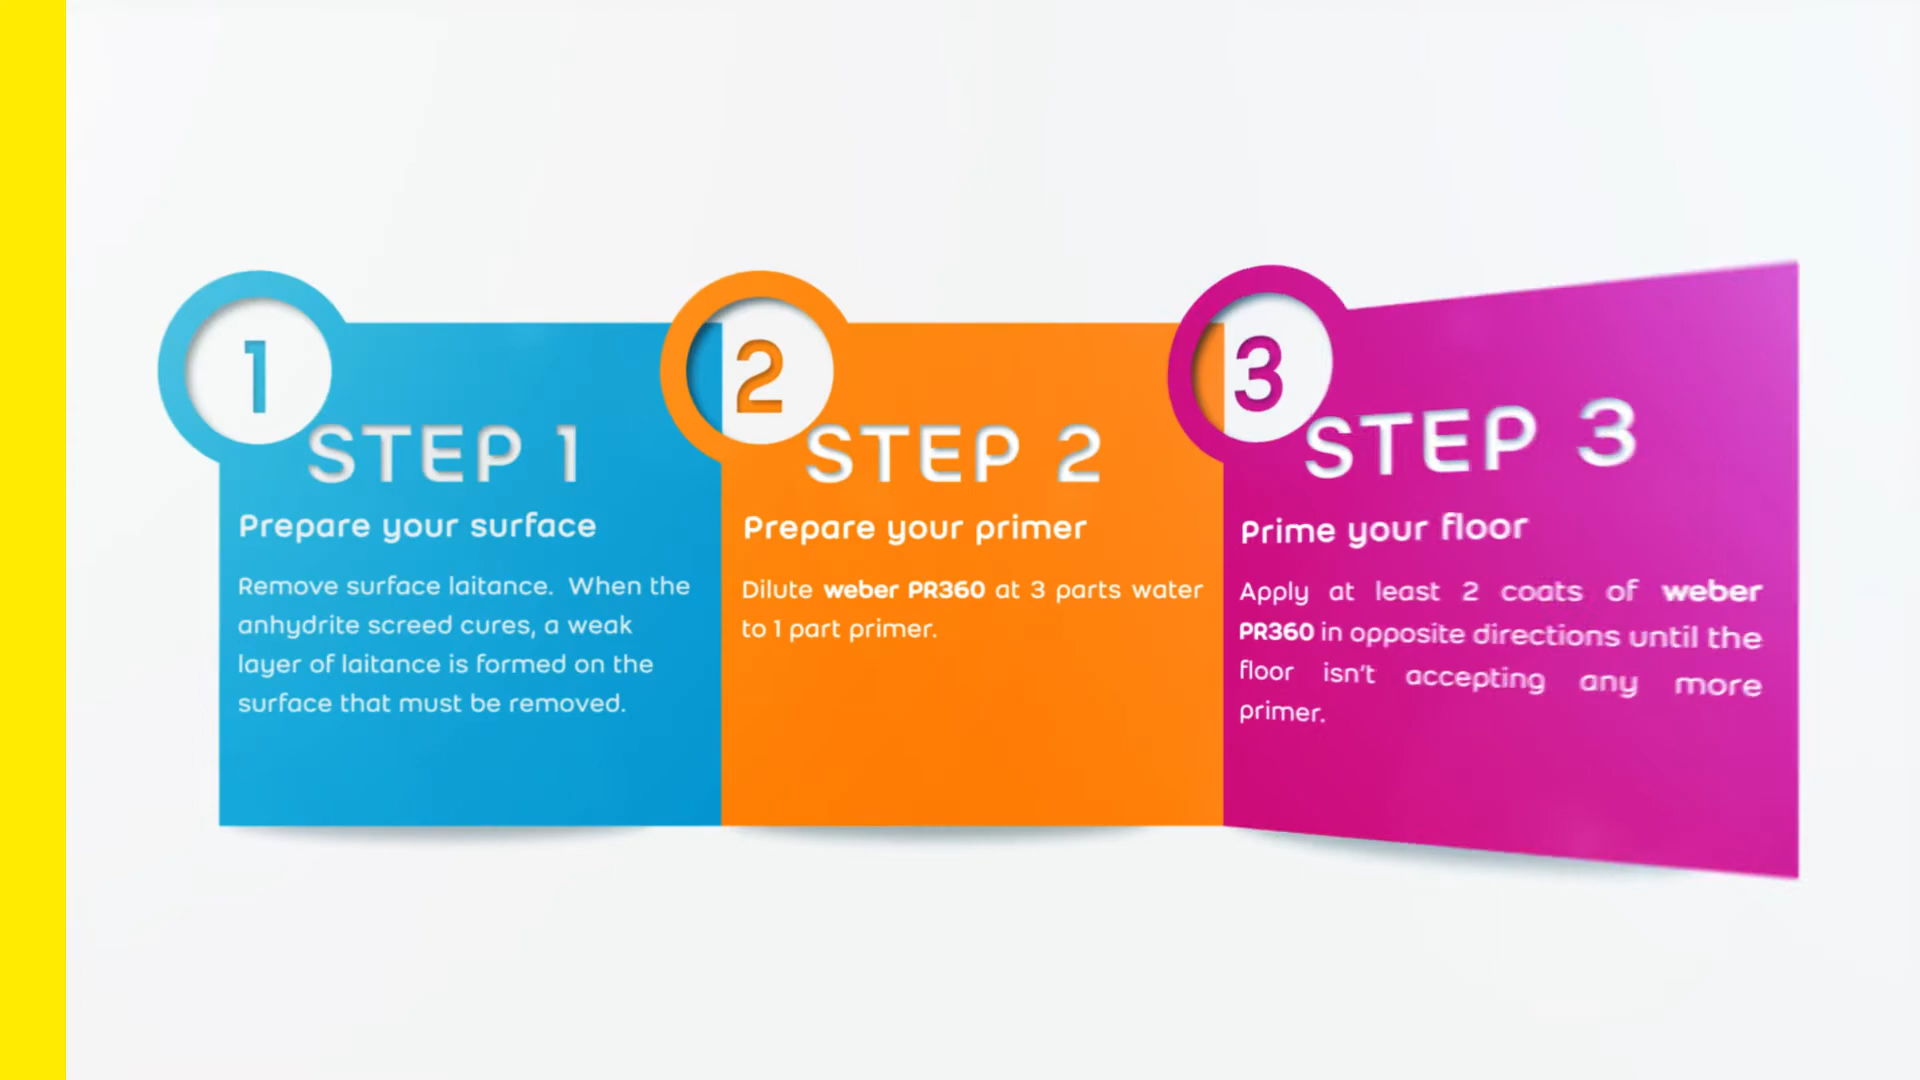 1
STEP 1
Prepare your surface
Remove surface laitance.  When the
anhydrite screed cures, a weak
layer of laitance is formed on the
surface that must be removed.
2
STEP 2
Prepare your primer
Dilute weber PR360 at 3 parts water
to 1 part primer.
3
STEP 3
Prime your floor
Apply at least 2 coats of weber
PR360 in opposite directions until the
floor isn't accepting any more
primer.